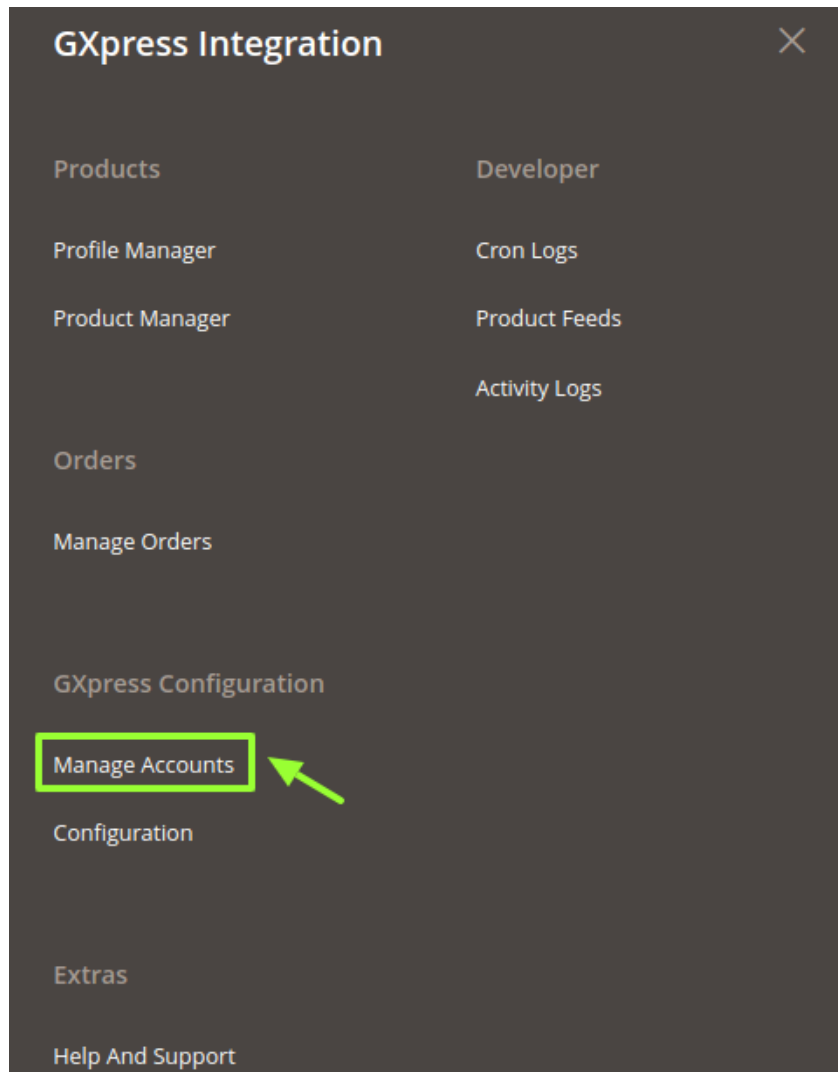 GXpress Integration
Products
Profile Manager
Product Manager
Developer
Cron Logs
Product Feeds
Activity Logs
Orders
Manage Orders
GXpress Configuration
Manage Accounts
Configuration
Extras
Help And Support